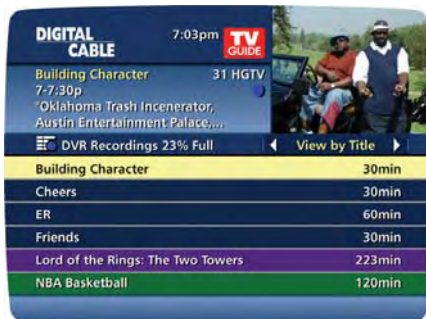 DIGITAL CABLE
7:03pm
TV GUIDE
Building Character 31 HGTV
7-7:30p
"Oklahoma Trash Incenerator,
Austin Entertainment Palace,...
DVR Recordings 23% Full
View by Title
Building Character 30min
Cheers 30min
ER 60min
Friends 30min
Lord of the Rings: The Two Towers 223min
NBA Basketball 120min